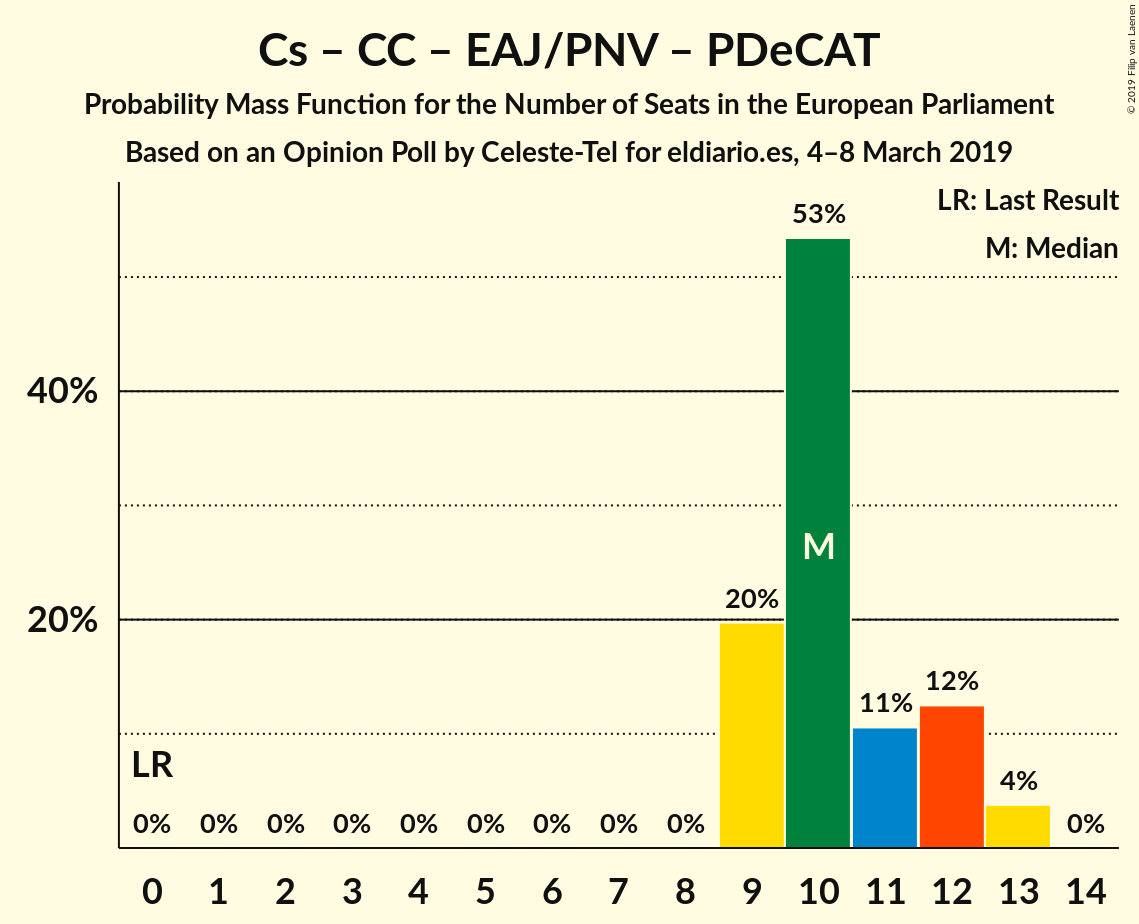 Cs – CC – EAJ/PNV – PDeCAT
Probability Mass Function for the Number of Seats in the European Parliament
Based on an Opinion Poll by Celeste-Tel for eldiario.es, 4–8 March 2019
© 2019 Filip van Laenen
LR: Last Result
M: Median
53%
40%
M
20%
20%
12%
11%
LR
4%
0% 0% 0% 0% 0% 0% 0% 0% 0% 0%
0 1 2 3 4 5 6 7 8 9 10 11 12 13 14